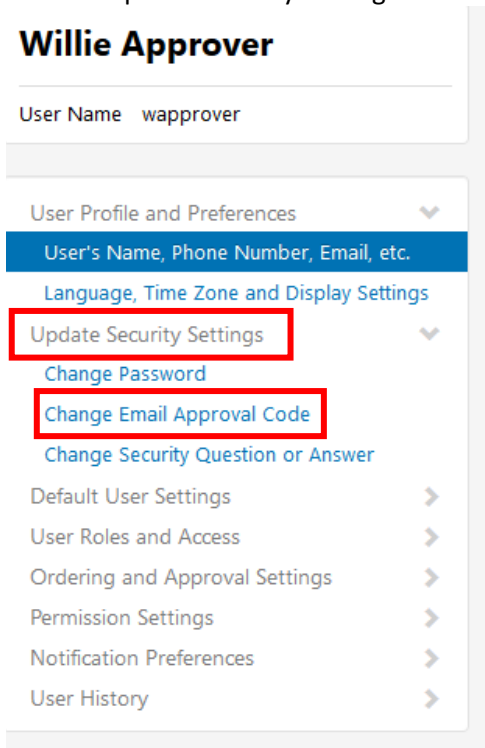 Willie Approver
User Name wapprover
User Profile and Preferences
User's Name, Phone Number, Email, etc.
Language, Time Zone and Display Settings
Update Security Settings
Change Password
Change Email Approval Code
Change Security Question or Answer
Default User Settings
User Roles and Access
Ordering and Approval Settings
Permission Settings
Notification Preferences
User History